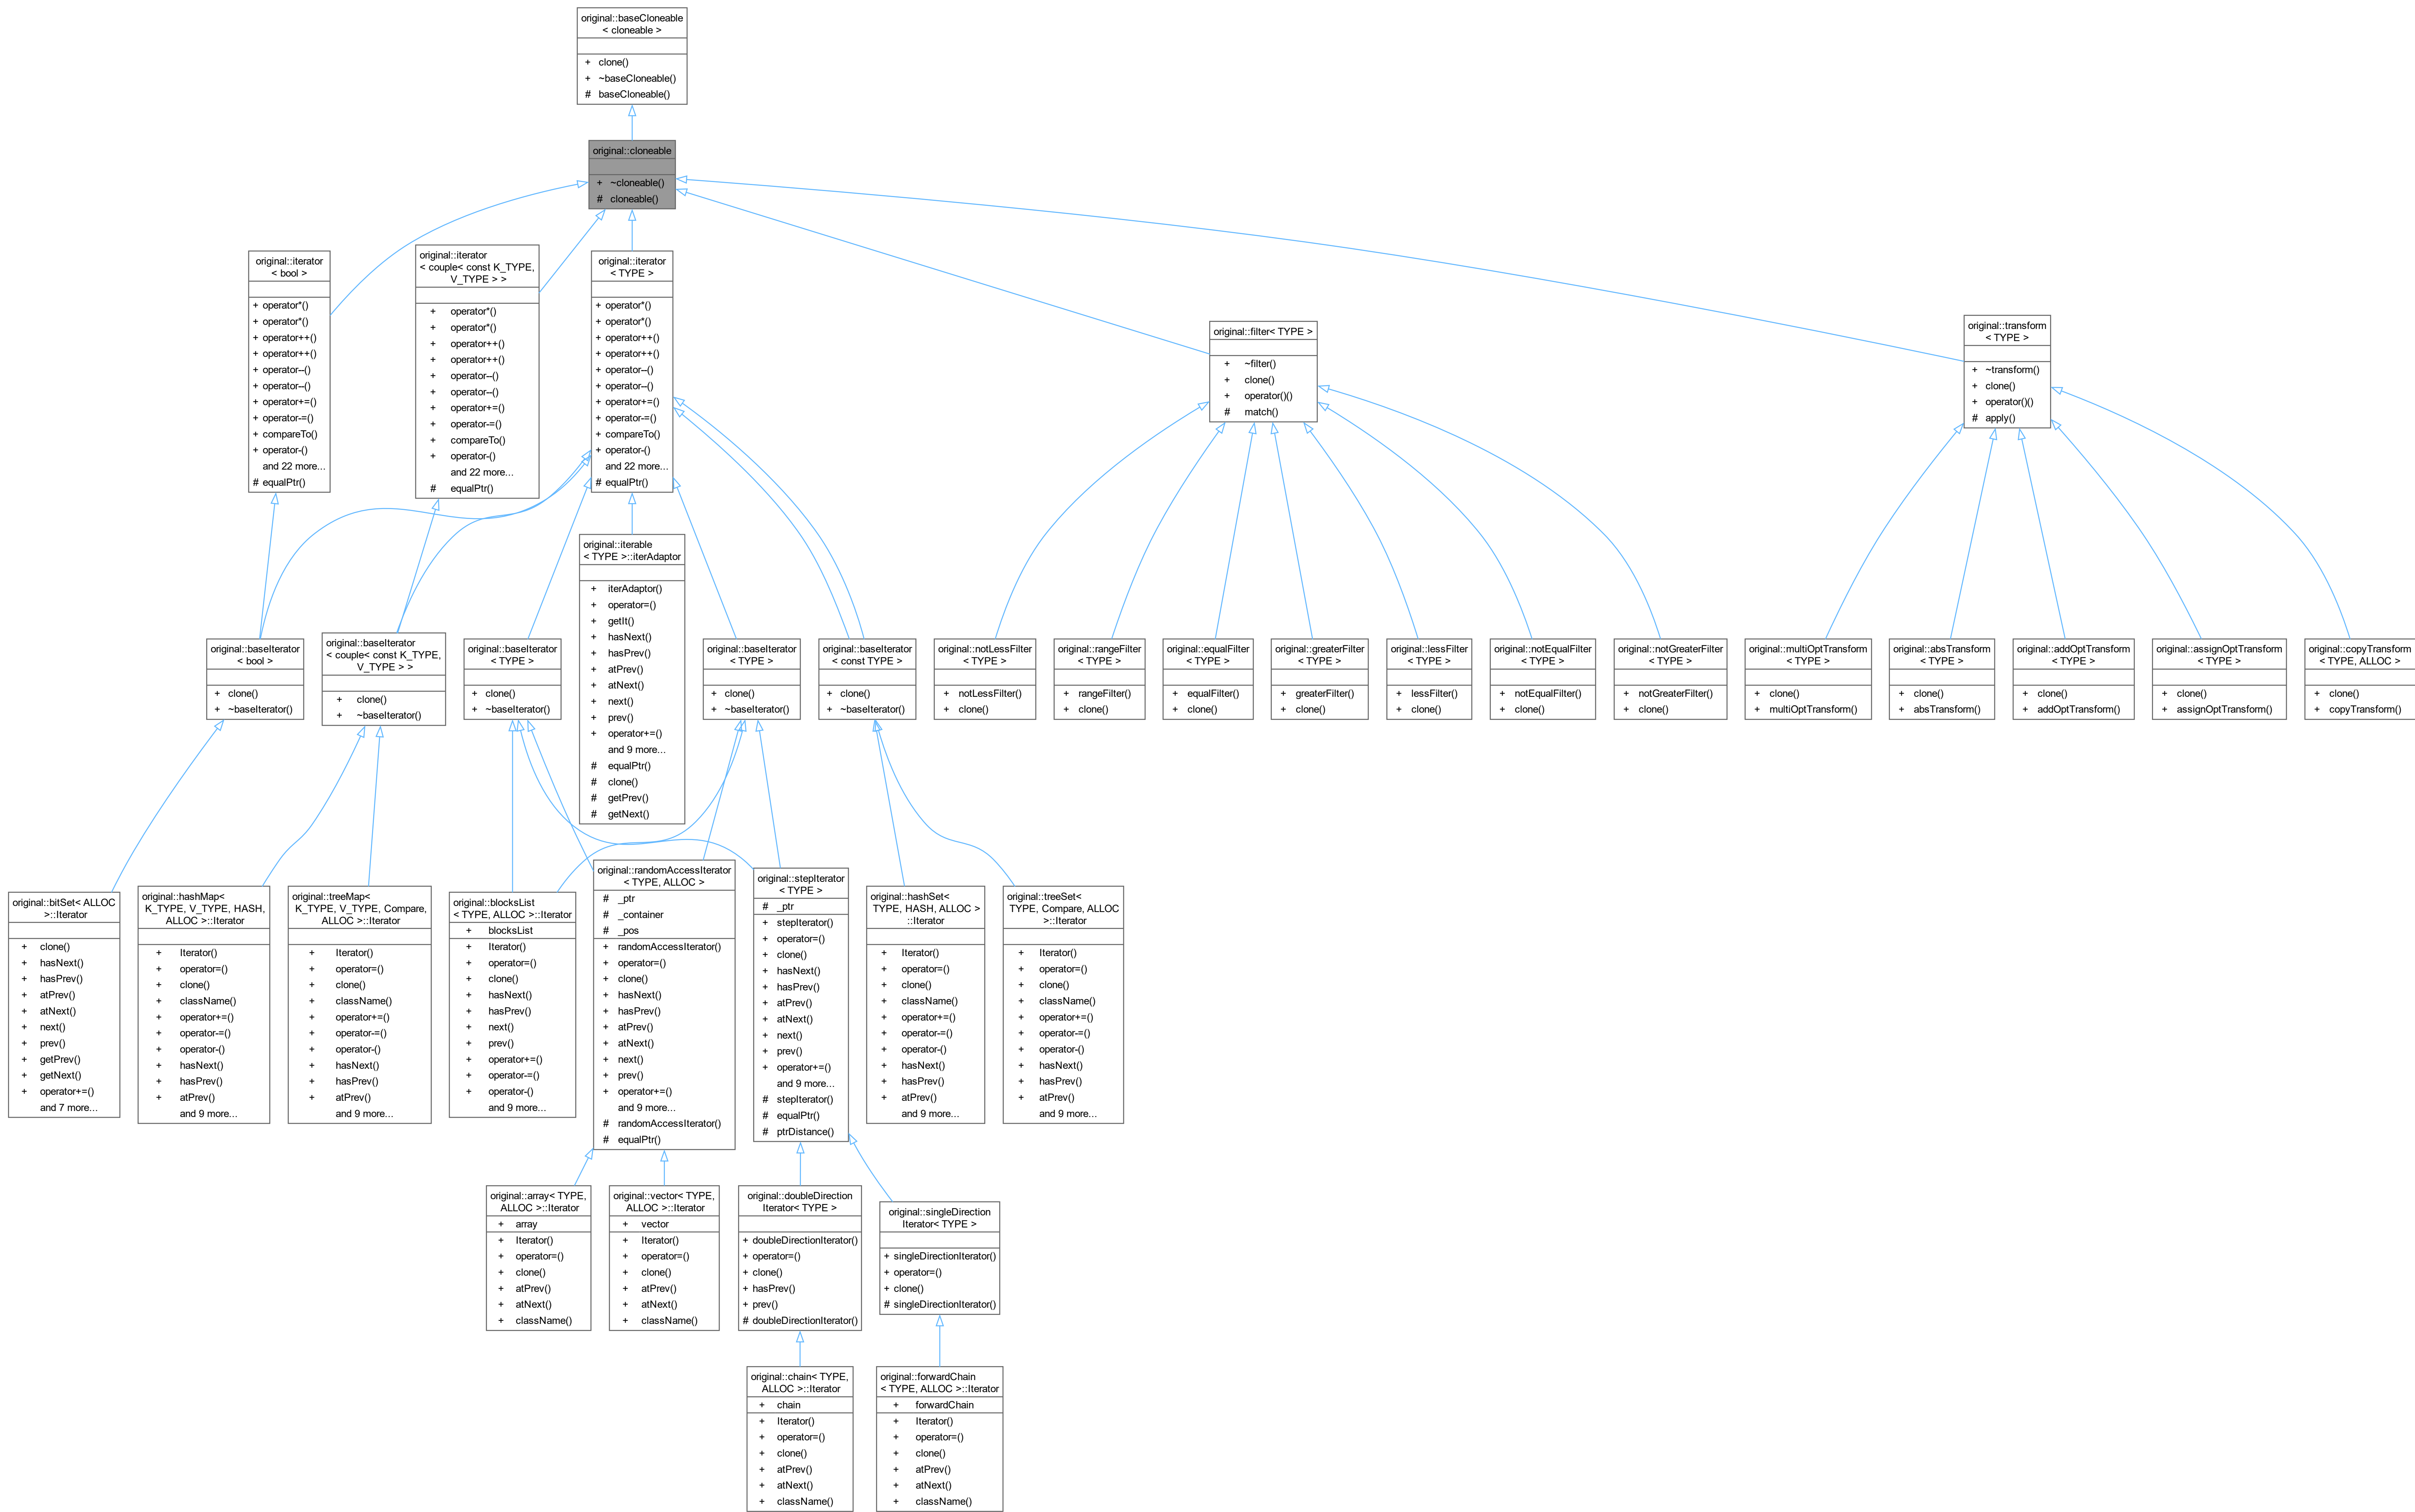 original::baseCloneable
< cloneable >
+ clone()
+ ~baseCloneable()
# baseCloneable()
original::cloneable
+ ~cloneable()
# cloneable()
original::iterator
< bool >
+ operator*()
+ operator*()
+ operator++()
+ operator++()
+ operator--()
+ operator--()
+ operator+=()
+ operator-=()
+ compareTo()
+ operator-()
and 22 more...
# equalPtr()
original::iterator
< couple< const K_TYPE,
V_TYPE > >
+ operator*()
+ operator*()
+ operator++()
+ operator++()
+ operator--()
+ operator--()
+ operator+=()
+ operator-=()
+ compareTo()
+ operator-()
and 22 more...
# equalPtr()
original::iterator
< TYPE >
+ operator*()
+ operator*()
+ operator++()
+ operator++()
+ operator--()
+ operator--()
+ operator+=()
+ operator-=()
+ compareTo()
+ operator-()
and 22 more...
# equalPtr()
original::filter< TYPE >
+ ~filter()
+ clone()
+ operator()()
# match()
original::transform
< TYPE >
+ ~transform()
+ clone()
+ operator()()
# apply()
original::iterable
< TYPE >::iterAdaptor
+ iterAdaptor()
+ operator=()
+ getIt()
+ hasNext()
+ hasPrev()
+ atPrev()
+ atNext()
+ next()
+ prev()
+ operator+=()
and 9 more...
# equalPtr()
# clone()
# getPrev()
# getNext()
original::baseIterator
< bool >
+ clone()
+ ~baseIterator()
original::baseIterator
< couple< const K_TYPE,
V_TYPE > >
+ clone()
+ ~baseIterator()
original::baseIterator
< TYPE >
+ clone()
+ ~baseIterator()
original::baseIterator
< TYPE >
+ clone()
+ ~baseIterator()
original::baseIterator
< const TYPE >
+ clone()
+ ~baseIterator()
original::notLessFilter
< TYPE >
+ notLessFilter()
+ clone()
original::rangeFilter
< TYPE >
+ rangeFilter()
+ clone()
original::equalFilter
< TYPE >
+ equalFilter()
+ clone()
original::greaterFilter
< TYPE >
+ greaterFilter()
+ clone()
original::lessFilter
< TYPE >
+ lessFilter()
+ clone()
original::notEqualFilter
< TYPE >
+ notEqualFilter()
+ clone()
original::notGreaterFilter
< TYPE >
+ notGreaterFilter()
+ clone()
original::multiOptTransform
< TYPE >
+ clone()
+ multiOptTransform()
original::absTransform
< TYPE >
+ clone()
+ absTransform()
original::addOptTransform
< TYPE >
+ clone()
+ addOptTransform()
original::assignOptTransform
< TYPE >
+ clone()
+ assignOptTransform()
original::copyTransform
< TYPE, ALLOC >
+ clone()
+ copyTransform()
original::bitSet< ALLOC
>::Iterator
+ clone()
+ hasNext()
+ hasPrev()
+ atPrev()
+ atNext()
+ next()
+ prev()
+ getPrev()
+ getNext()
+ operator+=()
and 7 more...
original::hashMap<
K_TYPE, V_TYPE, HASH,
ALLOC >::Iterator
+ Iterator()
+ operator=()
+ clone()
+ className()
+ operator+=()
+ operator-=()
+ operator-()
+ hasNext()
+ hasPrev()
+ atPrev()
and 9 more...
original::treeMap<
K_TYPE, V_TYPE, Compare,
ALLOC >::Iterator
+ Iterator()
+ operator=()
+ clone()
+ className()
+ operator+=()
+ operator-=()
+ operator-()
+ hasNext()
+ hasPrev()
+ atPrev()
and 9 more...
original::blocksList
< TYPE, ALLOC >::Iterator
+ blocksList
+ Iterator()
+ operator=()
+ clone()
+ hasNext()
+ hasPrev()
+ next()
+ prev()
+ operator+=()
+ operator-=()
+ operator-()
and 9 more...
original::randomAccessIterator
< TYPE, ALLOC >
# _ptr
# _container
# _pos
+ randomAccessIterator()
+ operator=()
+ clone()
+ hasNext()
+ hasPrev()
+ atPrev()
+ atNext()
+ next()
+ prev()
+ operator+=()
and 9 more...
# randomAccessIterator()
# equalPtr()
original::stepIterator
< TYPE >
# _ptr
+ stepIterator()
+ operator=()
+ clone()
+ hasNext()
+ hasPrev()
+ atPrev()
+ atNext()
+ next()
+ prev()
+ operator+=()
and 9 more...
# stepIterator()
# equalPtr()
# ptrDistance()
original::hashSet<
TYPE, HASH, ALLOC >
::Iterator
+ Iterator()
+ operator=()
+ clone()
+ className()
+ operator+=()
+ operator-=()
+ operator-()
+ hasNext()
+ hasPrev()
+ atPrev()
and 9 more...
original::treeSet<
TYPE, Compare, ALLOC
>::Iterator
+ Iterator()
+ operator=()
+ clone()
+ className()
+ operator+=()
+ operator-=()
+ operator-()
+ hasNext()
+ hasPrev()
+ atPrev()
and 9 more...
original::array< TYPE,
ALLOC >::Iterator
+ array
+ Iterator()
+ operator=()
+ clone()
+ atPrev()
+ atNext()
+ className()
original::vector< TYPE,
ALLOC >::Iterator
+ vector
+ Iterator()
+ operator=()
+ clone()
+ atPrev()
+ atNext()
+ className()
original::doubleDirection
Iterator< TYPE >
+ doubleDirectionIterator()
+ operator=()
+ clone()
+ hasPrev()
+ prev()
# doubleDirectionIterator()
original::singleDirection
Iterator< TYPE >
+ singleDirectionIterator()
+ operator=()
+ clone()
# singleDirectionIterator()
original::chain< TYPE,
ALLOC >::Iterator
+ chain
+ Iterator()
+ operator=()
+ clone()
+ atPrev()
+ atNext()
+ className()
original::forwardChain
< TYPE, ALLOC >::Iterator
+ forwardChain
+ Iterator()
+ operator=()
+ clone()
+ atPrev()
+ atNext()
+ className()